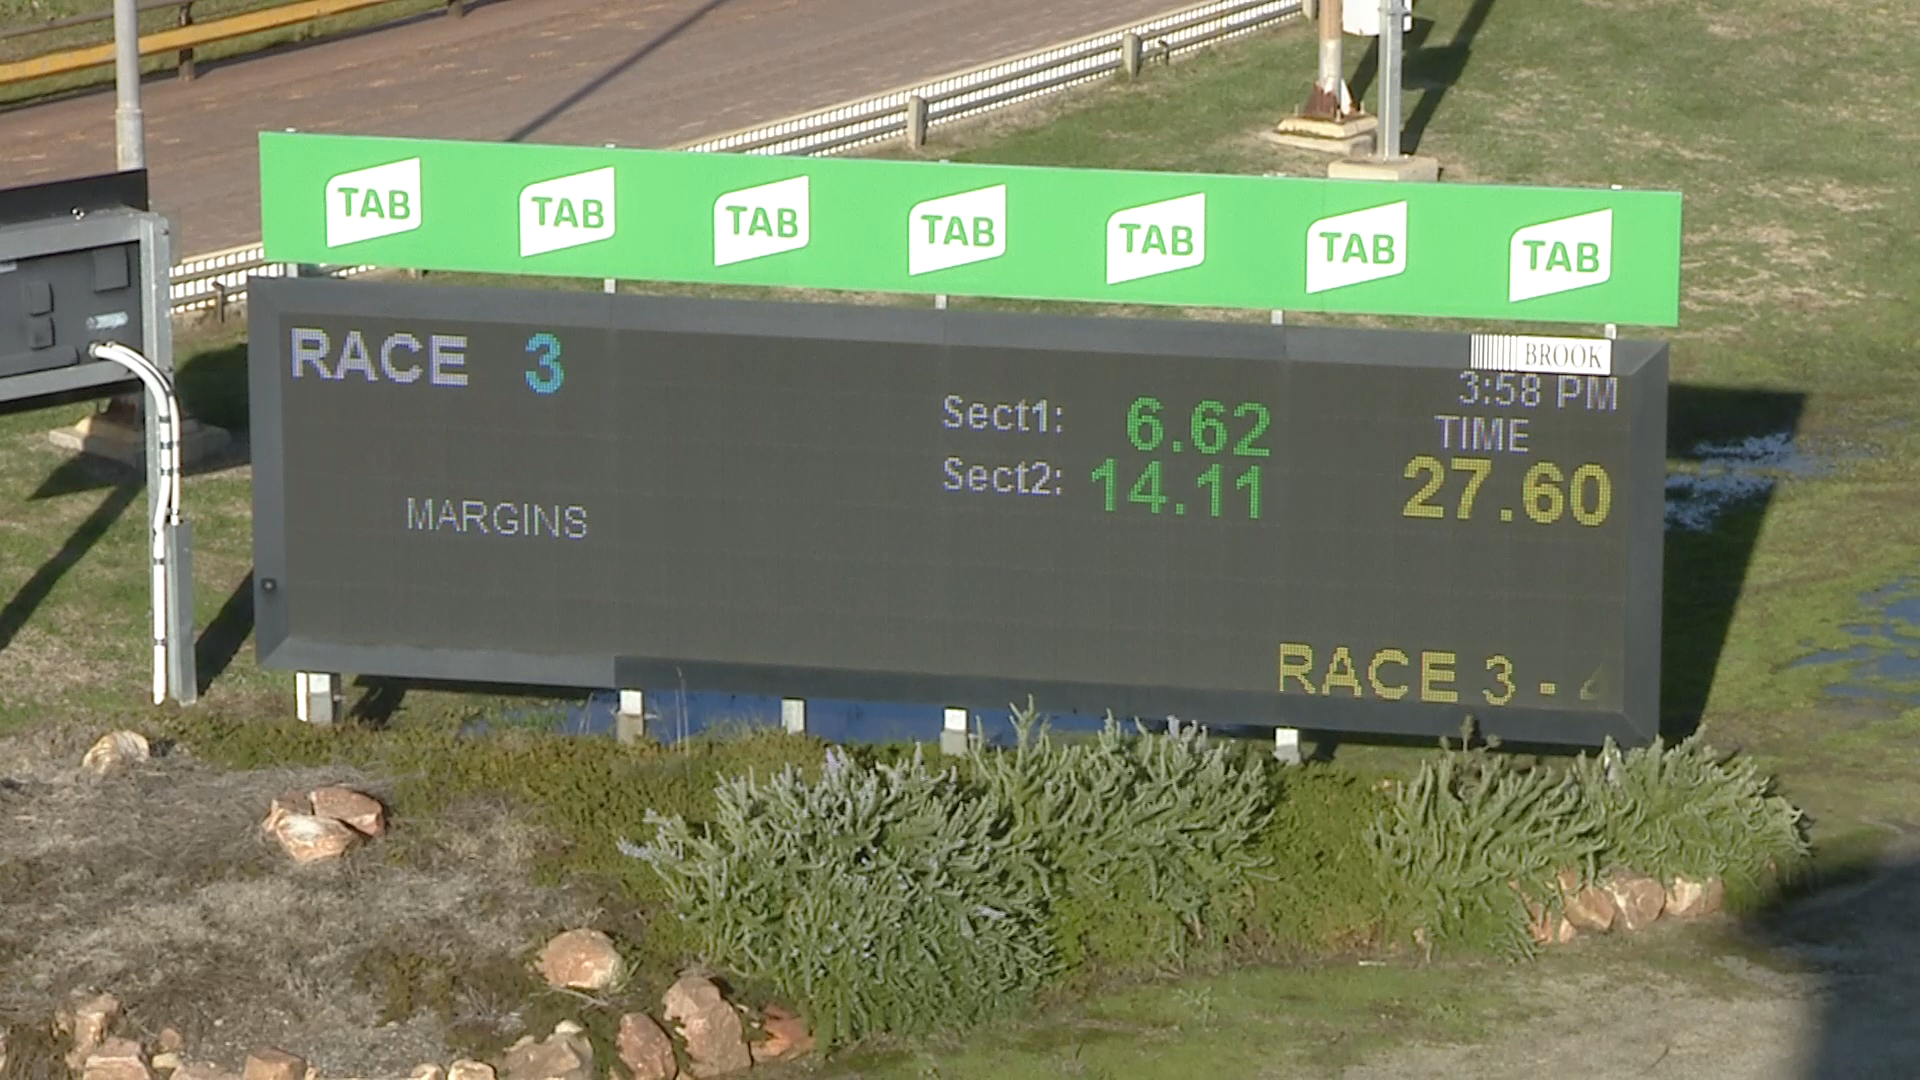 TAB TAB TAB TAB TAB TAB TAB
BROOK
RACE 3
3:58 PM
Sect1: 6.62
TIME
Sect2: 14.11
27.60
MARGINS
RACE 3 -